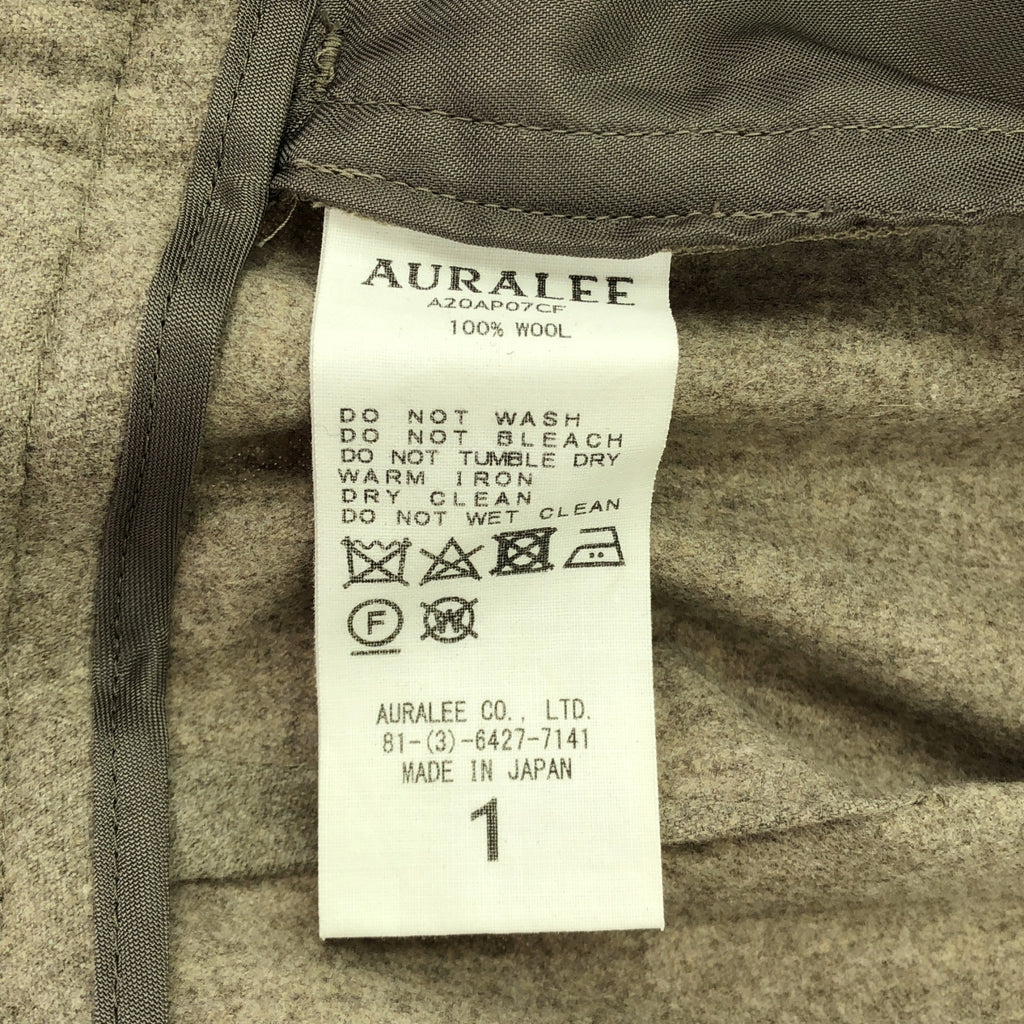 AURALEE
A20AP07CF
100% WOOL
DO NOT WASH
DO NOT BLEACH
DO NOT TUMBLE DRY
WARM IRON
DRY CLEAN
DO NOT WET CLEAN
F W
AURALEE CO., LTD.
81-(3)-6427-7141
MADE IN JAPAN
1